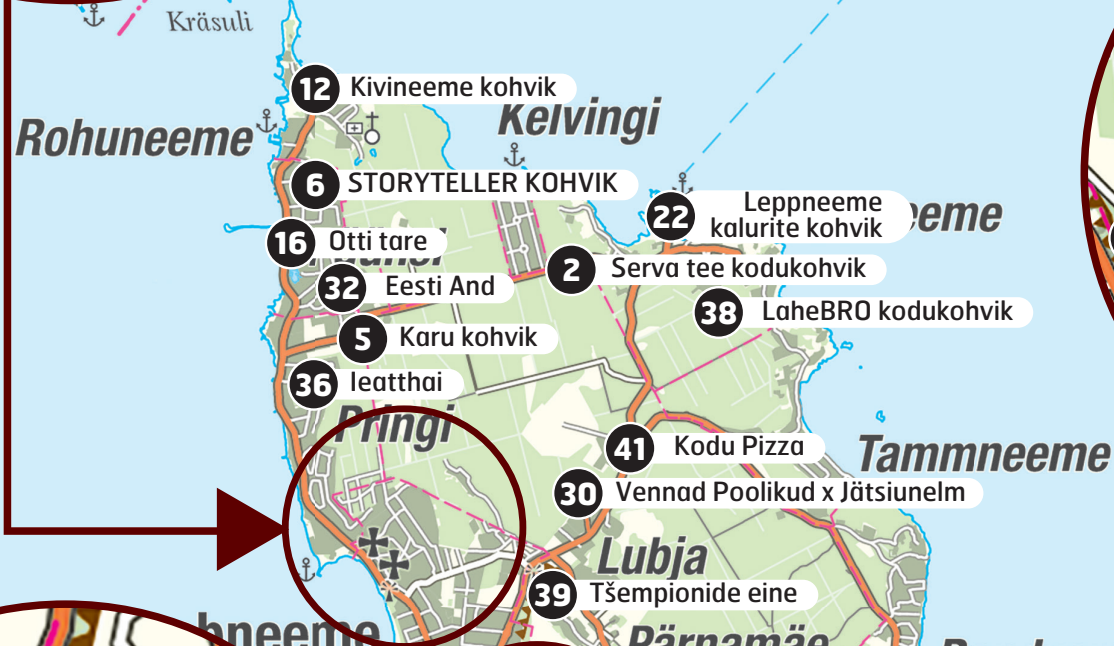 Kräsuli
12 Kivineeme kohvik
Kelvingi
Rohuneeme
6 STORYTELLER KOHVIK
22 Leppneeme
kalurite kohvik
eeme
16 Otti tare
2 Serva tee kodukohvik
32 Eesti And
38 LaheBRO kodukohvik
5 Karu kohvik
36 Ieatthai
Pringi
41 Kodu Pizza
Tammneeme
30 Vennad Poolikud x Jätsiunelm
Lubja
39 Tšempionide eine
bneeme
Pärnamäe